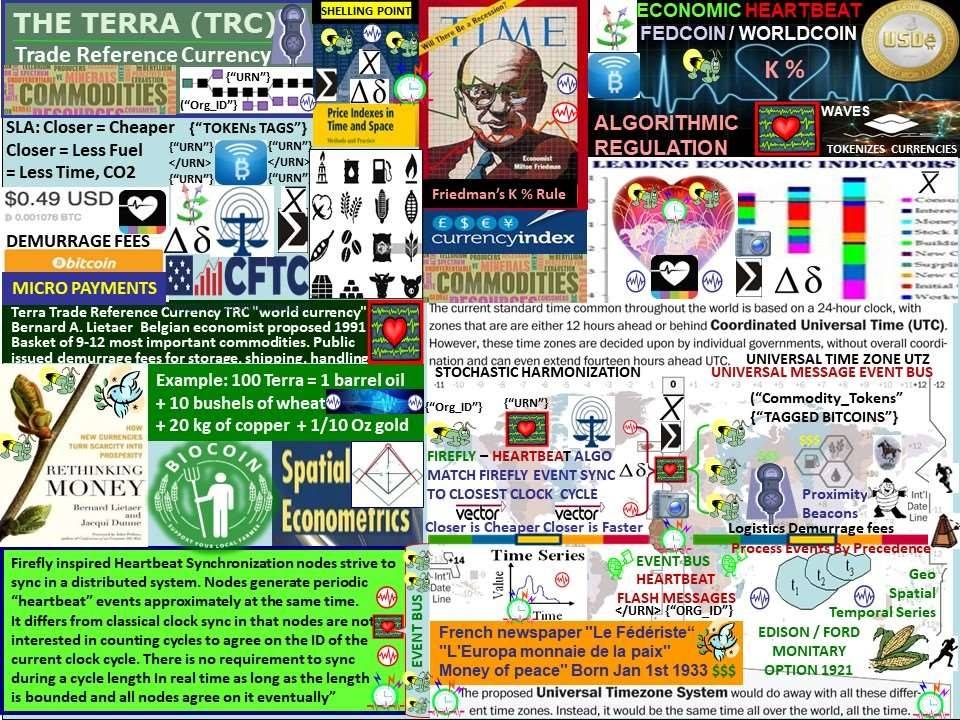 THE TERRA (TRC)
Trade Reference Currency
COMMODITIES
{“URN”}
{“Org_ID”}
SHELLING POINT
X
Σ
Δ
Price Indexes in
Time and Space
Methods and Practice
SLA: Closer = Cheaper
Closer = Less Fuel
= Less Time, CO2
{“TOKENs TAGS”}
{“URN”}
</URN>
{“URN”}
{“URN”}
</URN>
{“URN”
$0.49 USD
₿ 0.001076 BTC
DEMURRAGE FEES
bitcoin
MICRO PAYMENTS
Δ δ
X
Σ
CFTC
Will There Be a Recession?
TIME
Economist
Milton Friedman
Friedman’s K % Rule
£ $ € ¥
currencyindex
COMMODITIES
ECONOMIC HEARTBEAT
FEDCOIN / WORLDCOIN
K %
USD¢
ALGORITHMIC
REGULATION
WAVES
TOKENIZES CURRENCIES
LEADING ECONOMIC INDICATORS
X
Σ Δ δ
Consu
Interes
Money
Stock
Buildi
New C
Suppli
New C
Initial
Work
Terra Trade Reference Currency TRC "world currency"
Bernard A. Lietaer Belgian economist proposed 1991
Basket of 9-12 most important commodities. Public
issued demurrage fees for storage, shipping, handling
Example: 100 Terra = 1 barrel oil
+ 10 bushels of wheat
+ 20 kg of copper + 1/10 Oz gold
HOW
NEW CURRENCIES
TURN SCARCITY INTO
PROSPERITY
RETHINKING
MONEY
Bernard Lietaer
and
Jacqui Dunne
BIOCOIN
SUPPORT YOUR LOCAL FARMER
Spatial
Econometrics
The current standard time common throughout the world is based on a 24-hour clock, with
zones that are either 12 hours ahead or behind Coordinated Universal Time (UTC).
However, these time zones are decided upon by individual governments, without overall coordi-
nation and can even extend fourteen hours ahead UTC.
STOCHASTIC HARMONIZATION
UNIVERSAL TIME ZONE UTZ
UNIVERSAL MESSAGE EVENT BUS
0
+12 -12
{“Org_ID”}
{“URN”}
X
Σ
Δ δ
(“Commodity_Tokens”
{“TAGGED BITCOINS”}
$$$
FIREFLY – HEARTBEAT ALGO
MATCH FIREFLY EVENT SYNC
TO CLOSEST CLOCK CYCLE
vector
vector
Closer is Cheaper Closer is Faster
Proximity
Beacons
Int'l
Date
Line
Logistics Demurrage fees
Process Events By Precedence
Firefly inspired Heartbeat Synchronization nodes strive to
sync in a distributed system. Nodes generate periodic
“heartbeat” events approximately at the same time.
It differs from classical clock sync in that nodes are not
interested in counting cycles to agree on the ID of the
current clock cycle. There is no requirement to sync
during a cycle length In real time as long as the length
is bounded and all nodes agree on it eventually”
EVENT BUS
+14
Int'l
Date
Line
Time Series
Value
Time
EVENT BUS
HEARTBEAT
FLASH MESSAGES
</URN> {“ORG_ID”}
t1
t2
t3
Geo
Spatial
Temporal Series
French newspaper "Le Fédériste“
"L'Europa monnaie de la paix"
Money of peace" Born Jan 1st 1933 $$$
EDISON / FORD
MONITARY
OPTION 1921
The proposed Universal Timezone System would do away with all these differ-
ent time zones. Instead, it would be the same time all over the world, all the time.